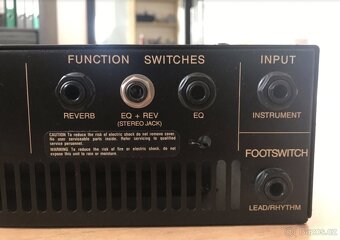 FUNCTION SWITCHES
INPUT
REVERB
EQ + REV
(STEREO JACK)
EQ
INSTRUMENT
CAUTION To reduce the risk of electric shock do not remove cover.
No user serviceable parts inside. Refer servicing to qualified
service personnel.
WARNING To reduce the risk of fire or electric shock, do not
expose this unit to rain or moisture.
FOOTSWITCH
LEAD/RHYTHM